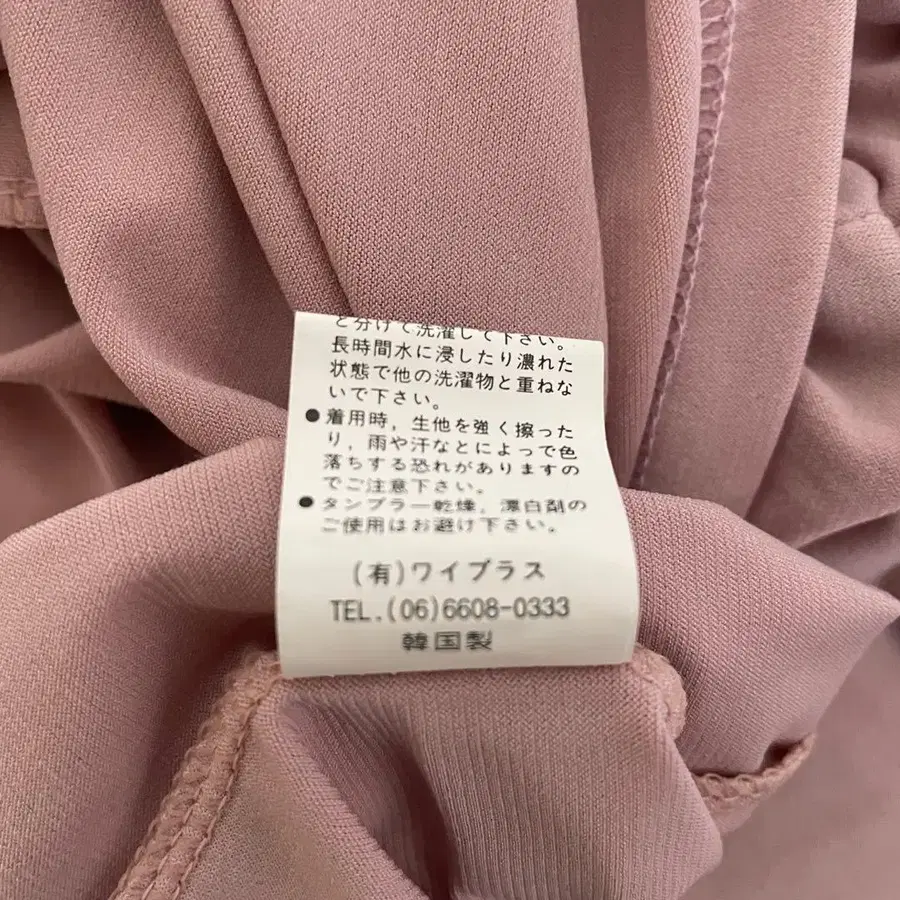 と分けて洗濯して下さい。
長時間水に浸したり濃れた
状態で他の洗濯物と重ねな
いで下さい。
●着用時，生他を強く擦った
り，雨や汗なとによって色
落ちする恐れがありますの
でご注意下さい。
●タンブラー乾燥，漂白剤の
ご使用はお避け下さい。
(有)ワイプラス
TEL.(06)6608-0333
韓国製